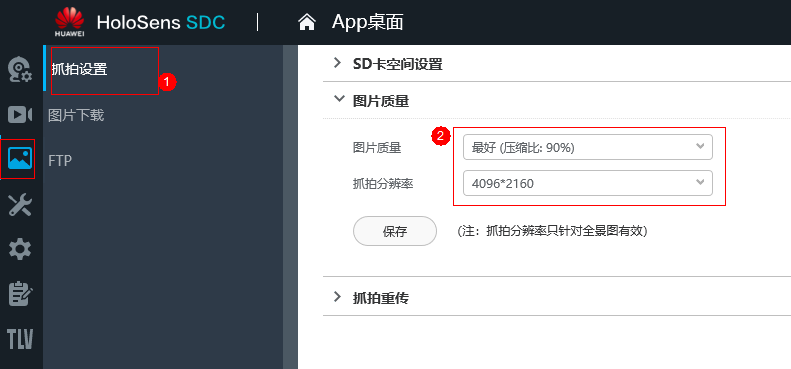 HUAWEI HoloSens SDC App桌面
抓拍设置 1
图片下载
FTP
TLV
SD卡空间设置
图片质量
2
图片质量 最好 (压缩比: 90%)
抓拍分辨率 4096*2160
保存 (注：抓拍分辨率只针对全景图有效)
抓拍重传